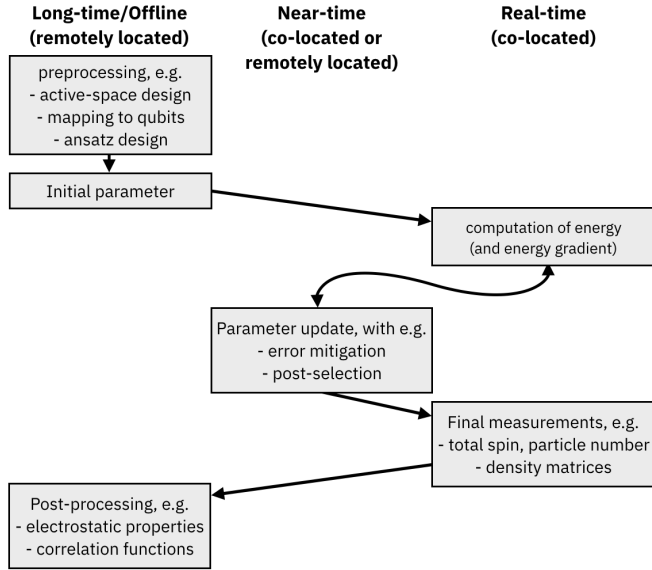 Long-time/Offline
(remotely located)
Near-time
(co-located or
remotely located)
Real-time
(co-located)
preprocessing, e.g.
- active-space design
- mapping to qubits
- ansatz design
Initial parameter
computation of energy
(and energy gradient)
Parameter update, with e.g.
- error mitigation
- post-selection
Final measurements, e.g.
- total spin, particle number
- density matrices
Post-processing, e.g.
- electrostatic properties
- correlation functions